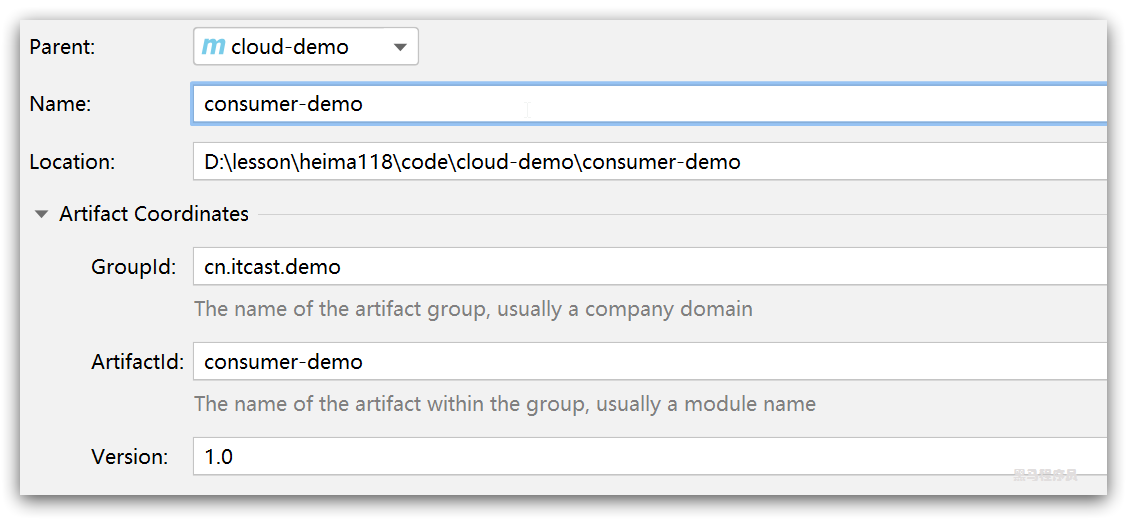 Parent: m cloud-demo
Name: consumer-demo
Location: D:\lesson\heima118\code\cloud-demo\consumer-demo
Artifact Coordinates
GroupId: cn.itcast.demo
The name of the artifact group, usually a company domain
ArtifactId: consumer-demo
The name of the artifact within the group, usually a module name
Version: 1.0
黑马程序员